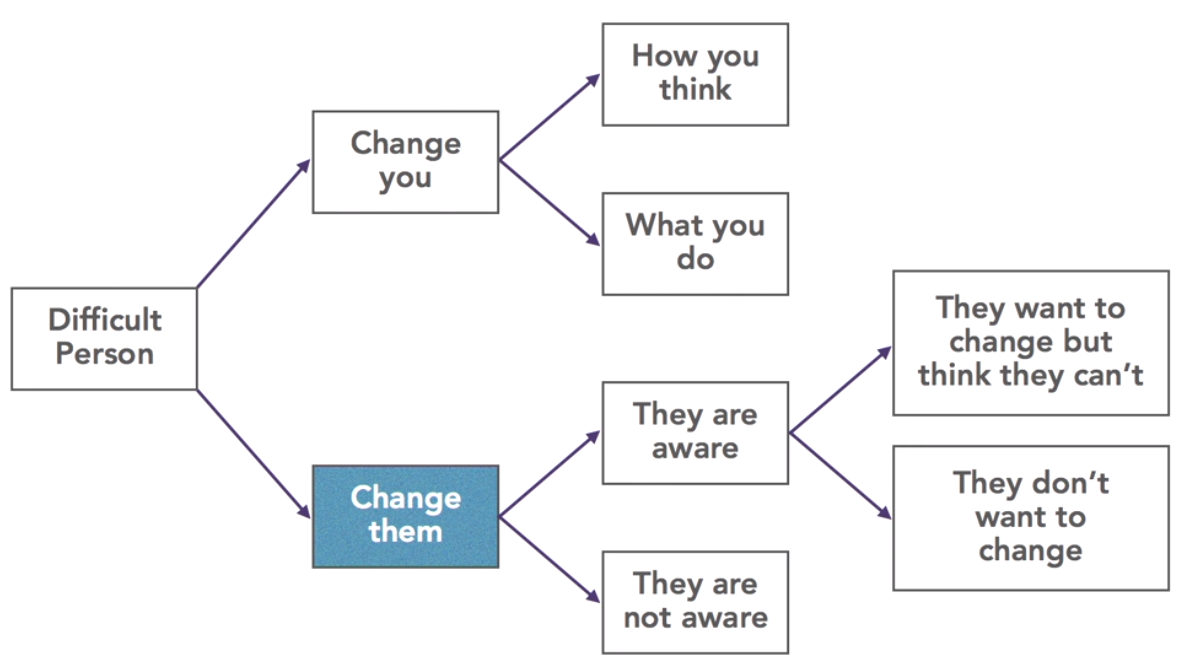 How you
think
Change
you
What you
do
Difficult
Person
They want to
change but
think they can’t
They are
aware
Change
them
They don’t
want to
change
They are
not aware